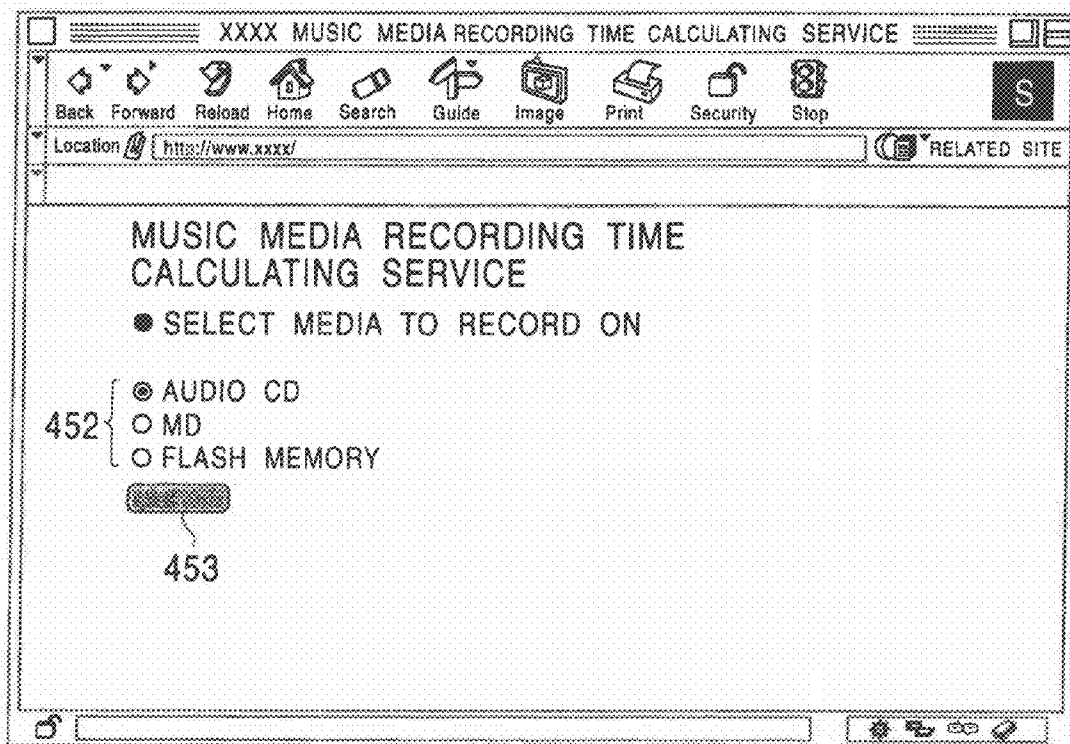 XXXX MUSIC MEDIA RECORDING TIME CALCULATING SERVICE
Back Forward Reload Home Search Guide Image Print Security Stop
S
Location http://www.xxxx/ RELATED SITE
MUSIC MEDIA RECORDING TIME
CALCULATING SERVICE
● SELECT MEDIA TO RECORD ON
AUDIO CD
452 MD
FLASH MEMORY
453